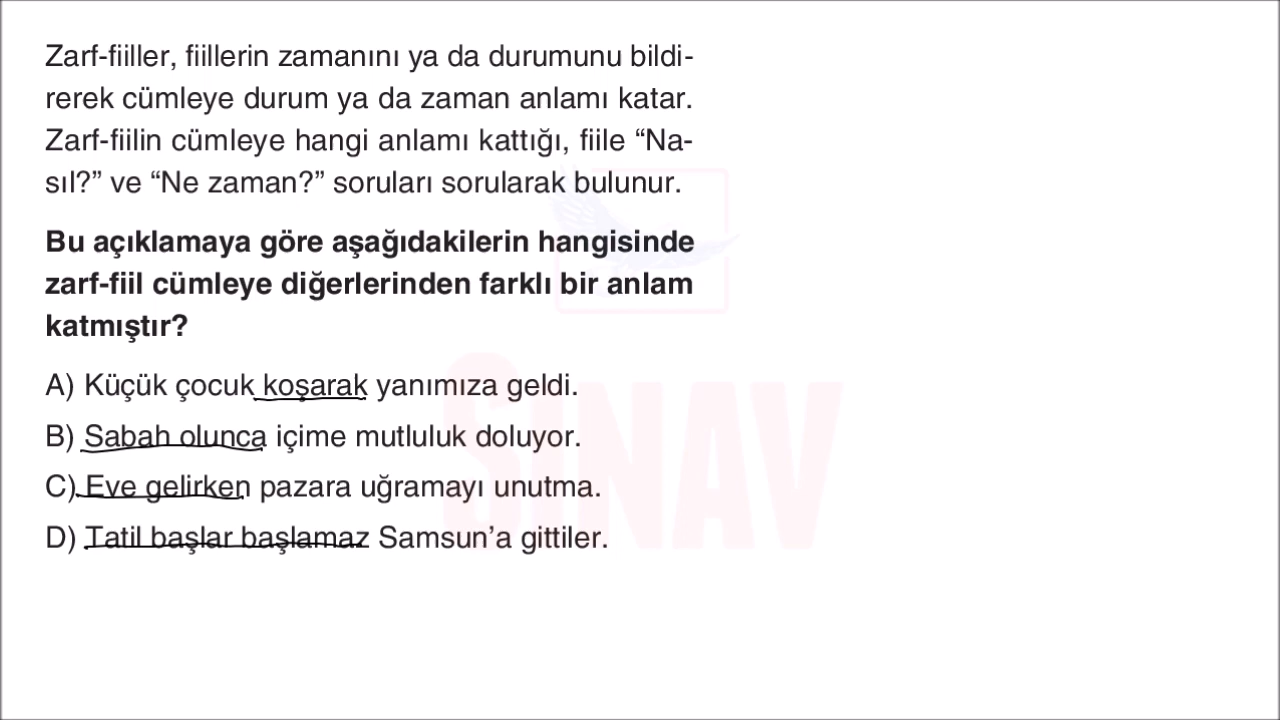 Zarf-fiiller, fiillerin zamanını ya da durumunu bildi-
rerek cümleye durum ya da zaman anlamı katar.
Zarf-fiilin cümleye hangi anlamı kattığı, fiile “Na-
sıl?” ve “Ne zaman?” soruları sorularak bulunur.
Bu açıklamaya göre aşağıdakilerin hangisinde
zarf-fiil cümleye diğerlerinden farklı bir anlam
katmıştır?
A) Küçük çocuk koşarak yanımıza geldi.
B) Sabah olunca içime mutluluk doluyor.
C) Eve gelirken pazara uğramayı unutma.
D) Tatil başlar başlamaz Samsun’a gittiler.
SINAV